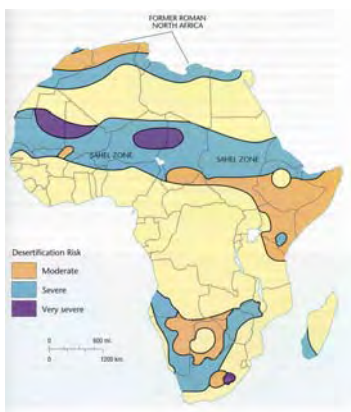 FORMER ROMAN
NORTH AFRICA
SAHEL ZONE
SAHEL ZONE
Desertification Risk
Moderate
Severe
Very severe
0 600 mi.
0 1200 km.